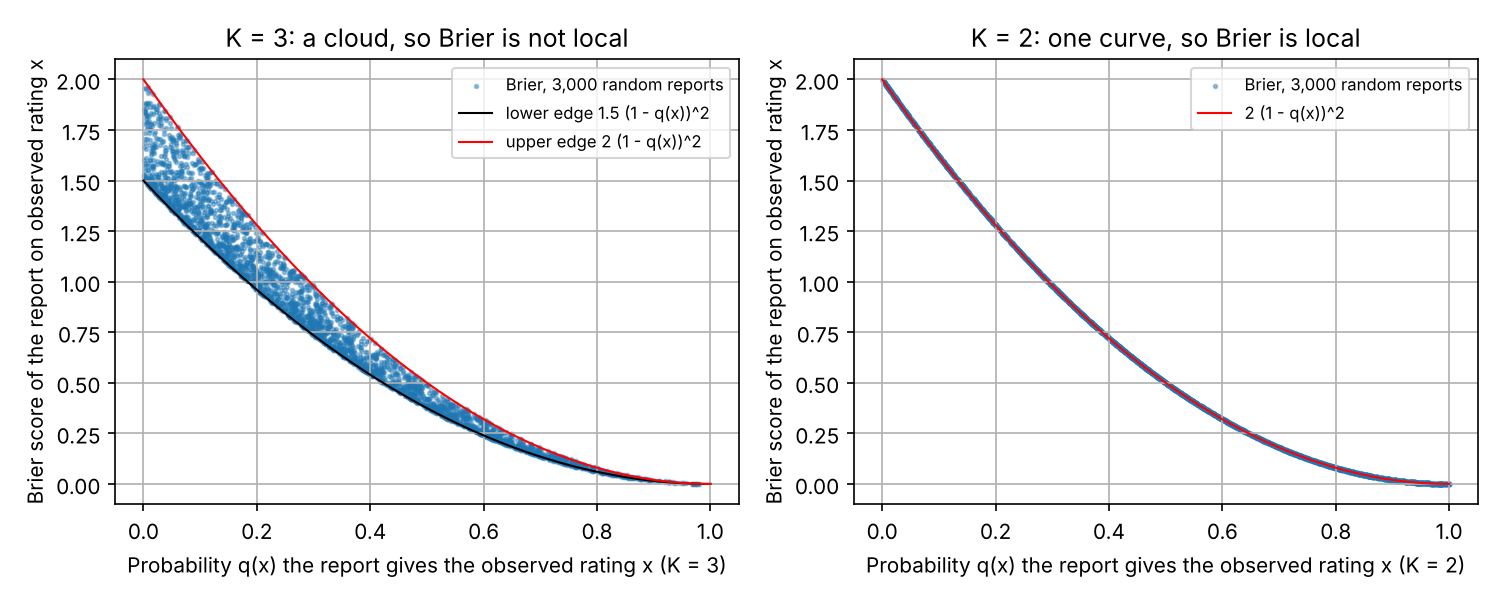 K = 3: a cloud, so Brier is not local
Brier score of the report on observed rating x
2.00
1.75
1.50
1.25
1.00
0.75
0.50
0.25
0.00
Brier, 3,000 random reports
lower edge 1.5 (1 - q(x))^2
upper edge 2 (1 - q(x))^2
0.0 0.2 0.4 0.6 0.8 1.0
Probability q(x) the report gives the observed rating x (K = 3)
K = 2: one curve, so Brier is local
Brier score of the report on observed rating x
2.00
1.75
1.50
1.25
1.00
0.75
0.50
0.25
0.00
Brier, 3,000 random reports
2 (1 - q(x))^2
0.0 0.2 0.4 0.6 0.8 1.0
Probability q(x) the report gives the observed rating x (K = 2)